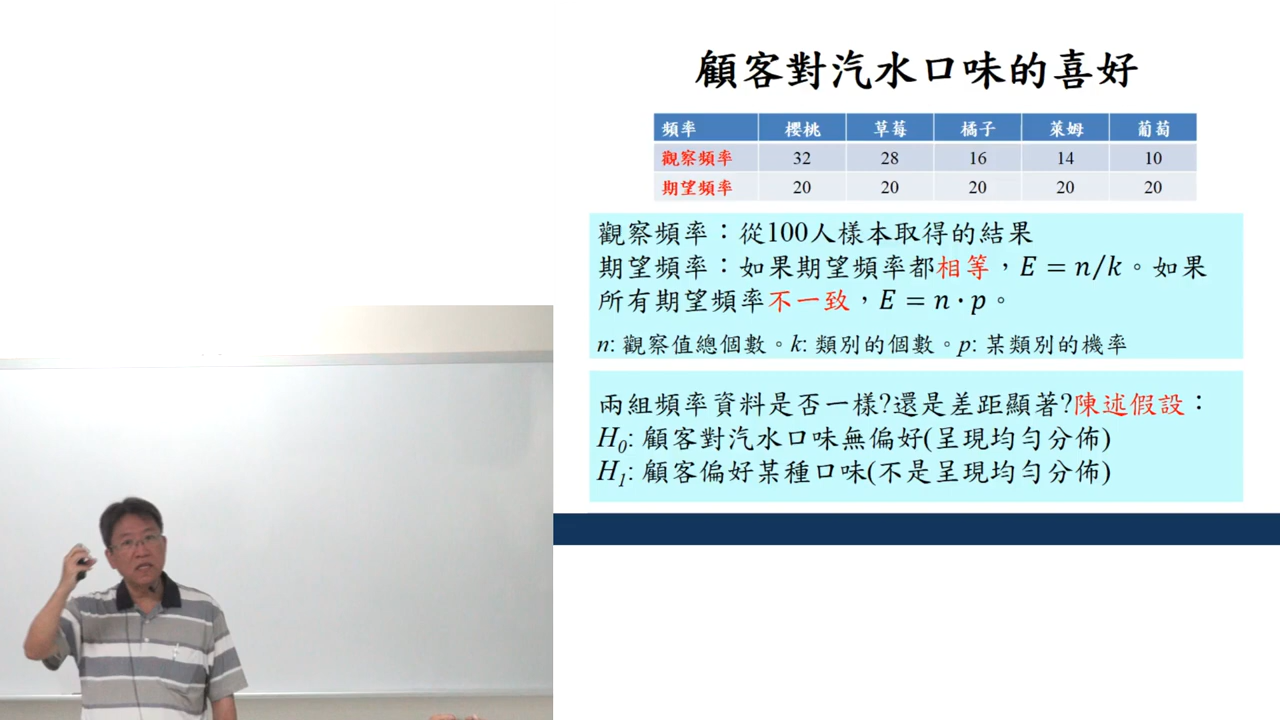 顧客對汽水口味的喜好
頻率 櫻桃 草莓 橘子 萊姆 葡萄
觀察頻率 32 28 16 14 10
期望頻率 20 20 20 20 20
觀察頻率：從100人樣本取得的結果
期望頻率：如果期望頻率都相等，E = n/k。如果
所有期望頻率不一致，E = n · p。
n: 觀察值總個數。k: 類別的個數。p: 某類別的機率
兩組頻率資料是否一樣?還是差距顯著?陳述假設：
H0: 顧客對汽水口味無偏好(呈現均勻分佈)
H1: 顧客偏好某種口味(不是呈現均勻分佈)